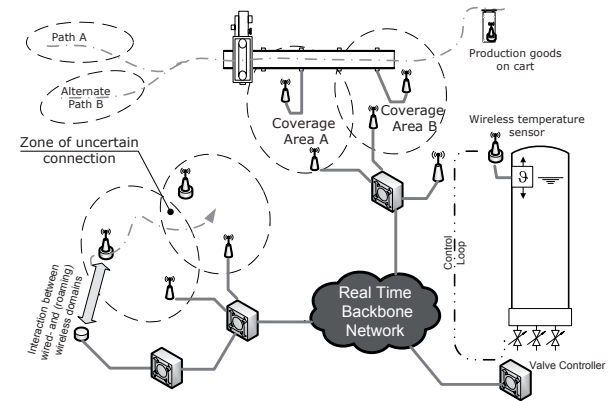 Path A
Alternate
Path B
Production goods
on cart
Coverage
Area A
Coverage
Area B
Wireless temperature
sensor
ϑ
Zone of uncertain
connection
Control
Loop
Interaction between
wired- and (roaming)
wireless domains
Real Time
Backbone
Network
Valve Controller